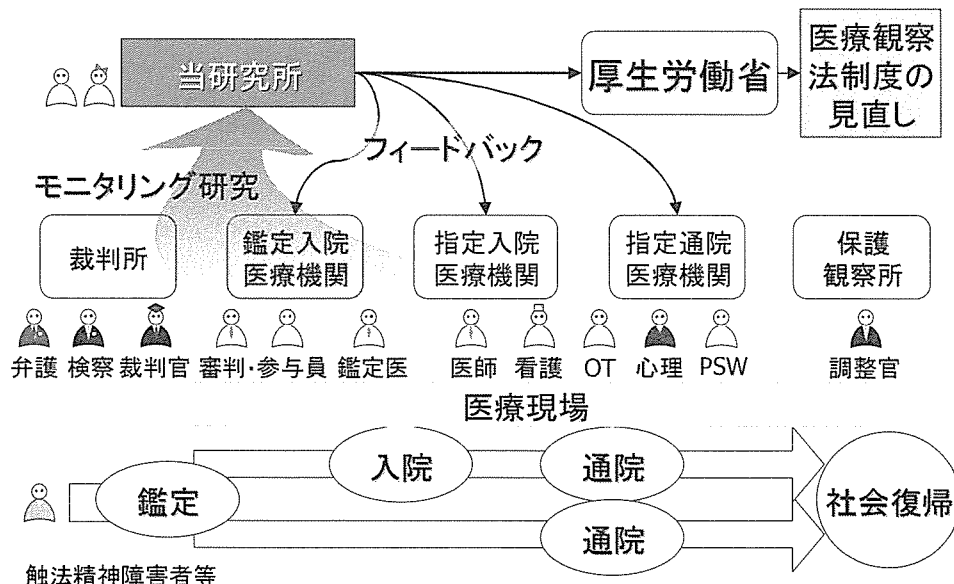 当研究所
厚生労働省
医療観察
法制度の
見直し
フィードバック
モニタリング研究
裁判所
鑑定入院
医療機関
指定入院
医療機関
指定通院
医療機関
保護
観察所
弁護 検察 裁判官 審判・参与員 鑑定医 医師 看護 OT 心理 PSW 調整官
医療現場
入院 通院
鑑定 社会復帰
通院
触法精神障害者等